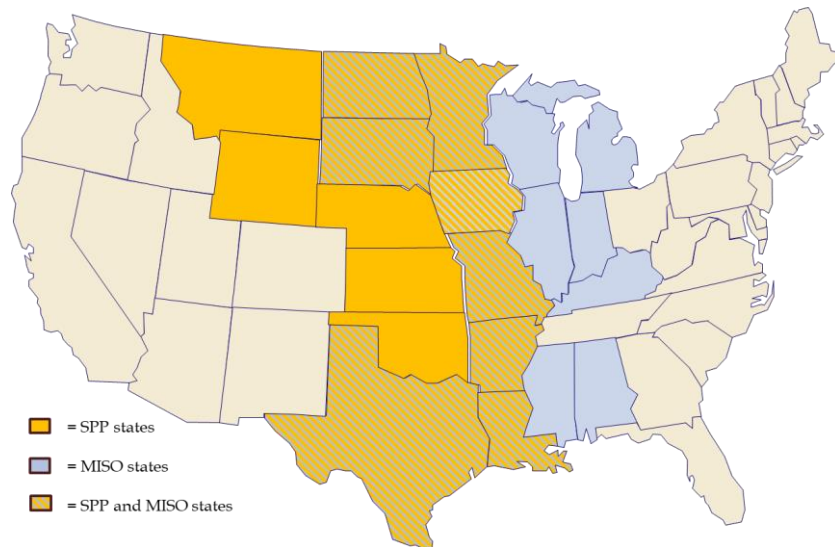 = SPP states
= MISO states
= SPP and MISO states